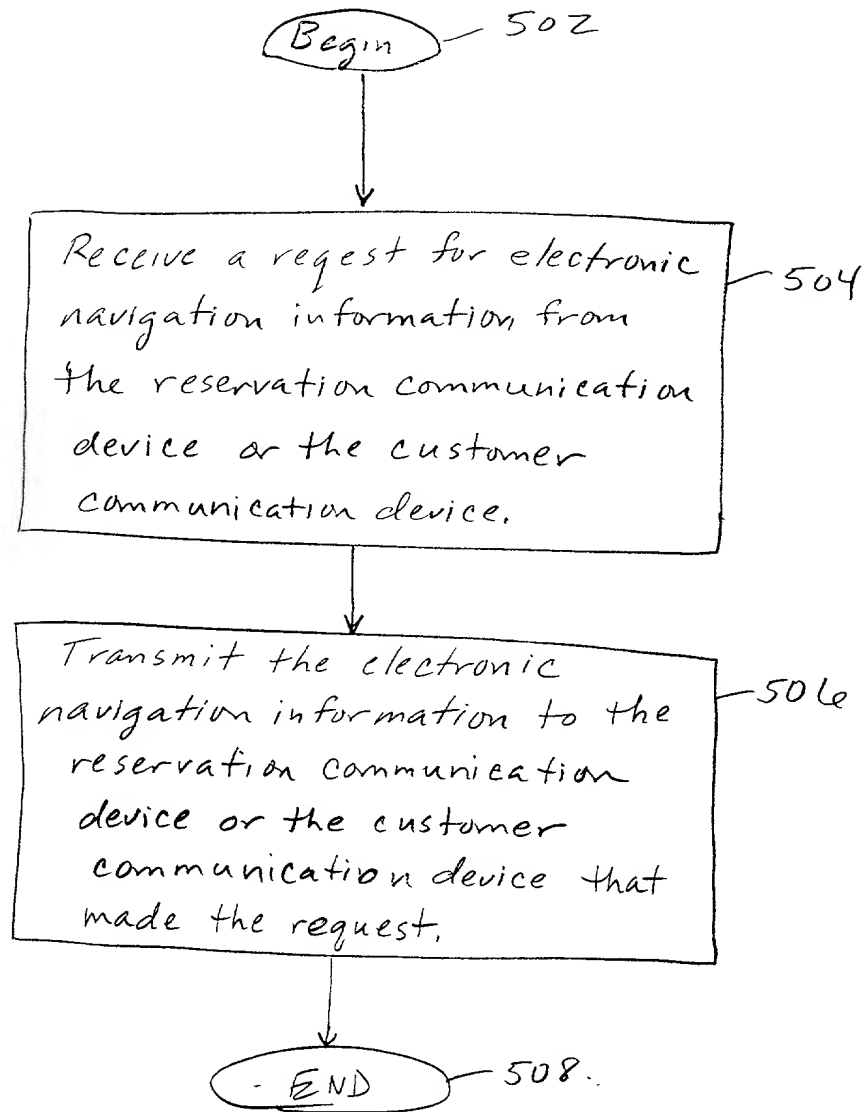 Begin 502
Receive a reqest for electronic 504
navigation information, from
the reservation communication
device or the customer
communication device.
Transmit the electronic
navigation information to the 506
reservation communication
device or the customer
communication device that
made the request.
END 508.